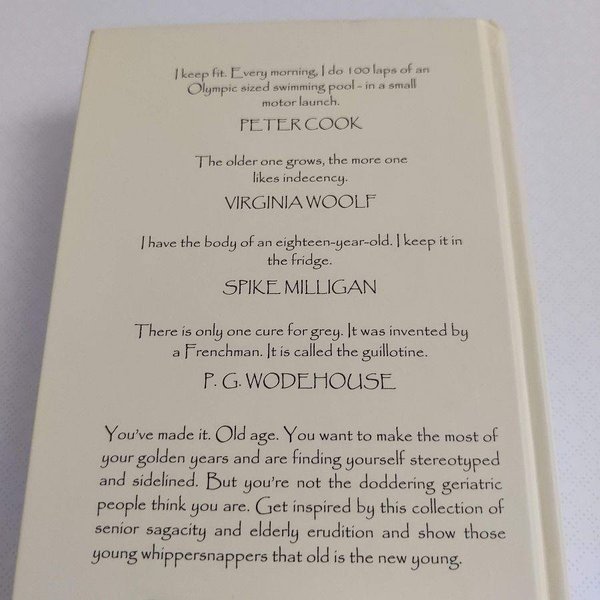 I keep fit. Every morning, I do 100 laps of an
Olympic sized swimming pool - in a small
motor launch.
PETER COOK
The older one grows, the more one
likes indecency.
VIRGINIA WOOLF
I have the body of an eighteen-year-old. I keep it in
the fridge.
SPIKE MILLIGAN
There is only one cure for grey. It was invented by
a Frenchman. It is called the guillotine.
P. G. WODEHOUSE
You've made it. Old age. You want to make the most of
your golden years and are finding yourself stereotyped
and sidelined. But you're not the doddering geriatric
people think you are. Get inspired by this collection of
senior sagacity and elderly erudition and show those
young whippersnappers that old is the new young.